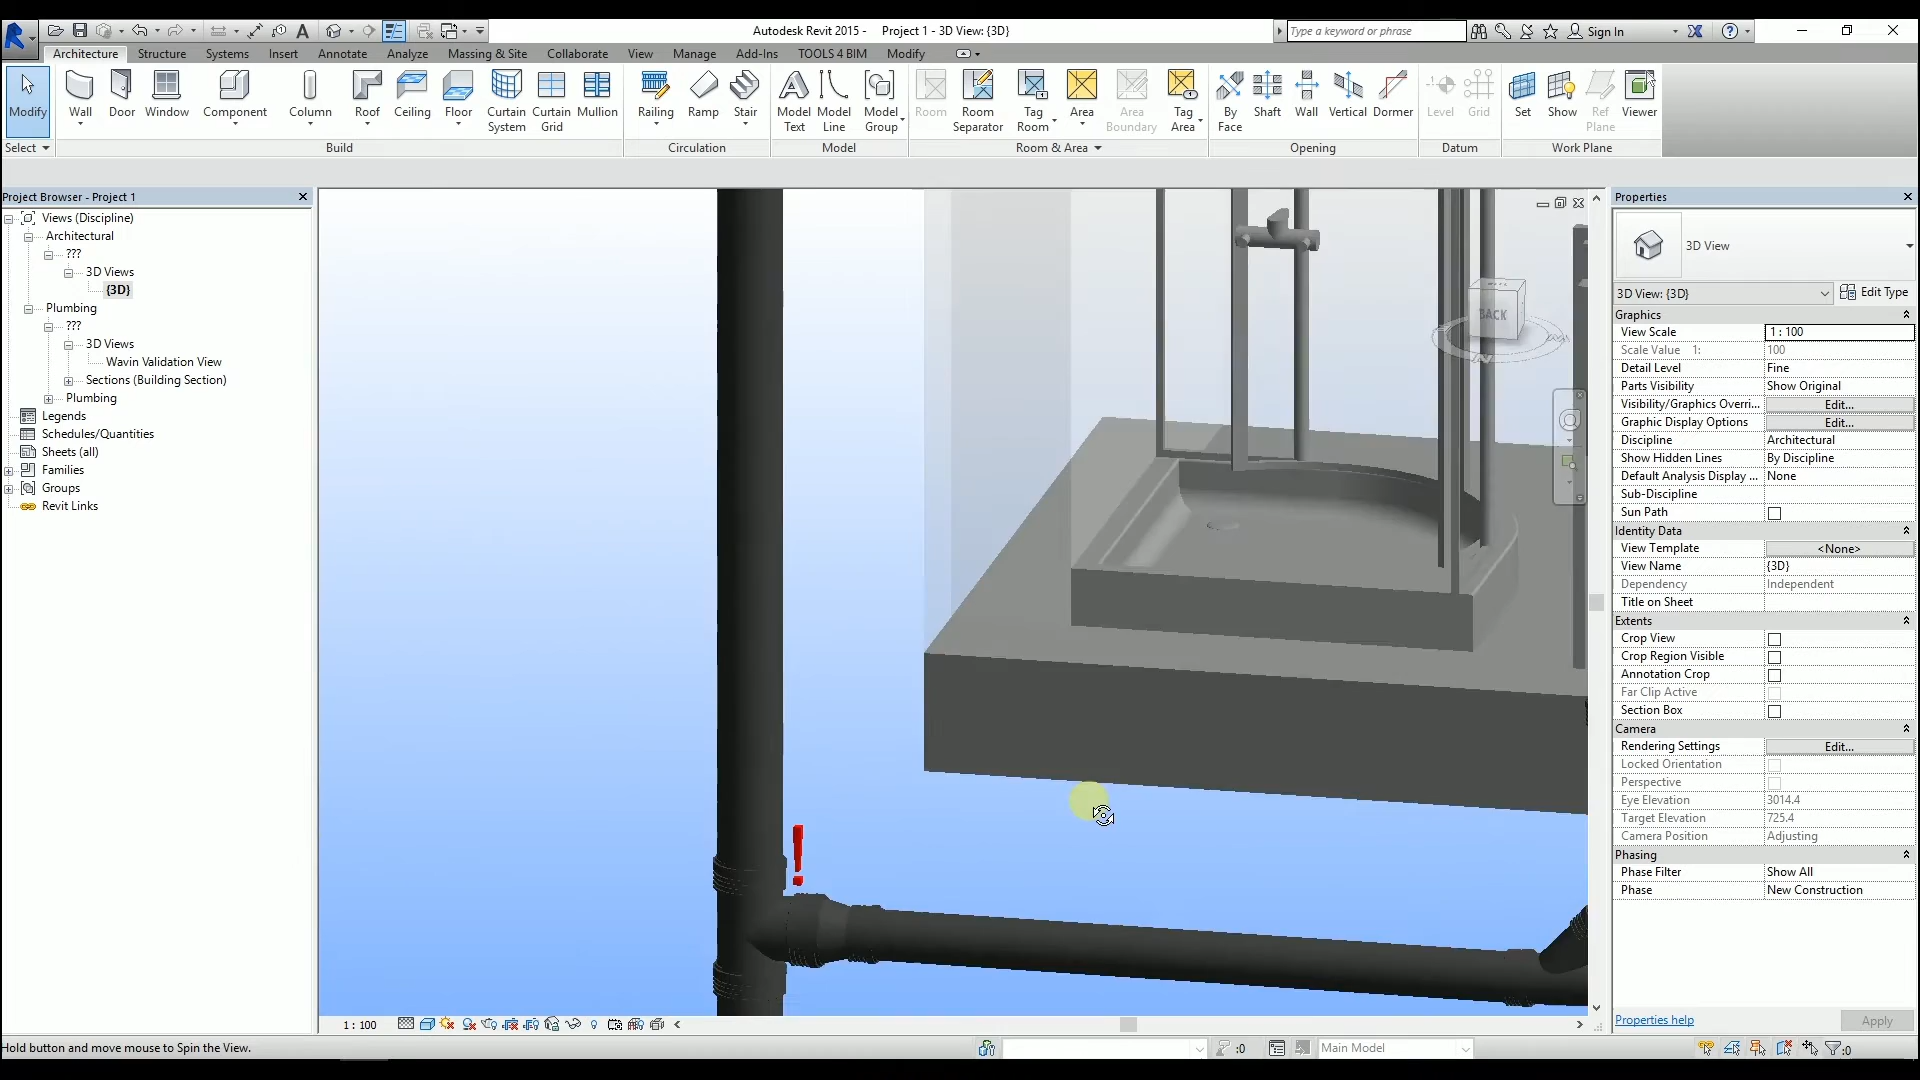 Autodesk Revit 2015 - Project 1 - 3D View: {3D}
Type a keyword or phrase
Sign In
Architecture Structure Systems Insert Annotate Analyze Massing & Site Collaborate View Manage Add-Ins TOOLS 4 BIM Modify
Modify
Wall
Door
Window
Component
Column
Roof
Ceiling
Floor
Curtain System
Curtain Grid
Mullion
Railing
Ramp
Stair
Model Text
Model Line
Model Group
Room
Room Separator
Tag Room
Area
Area Boundary
Tag Area
By Face
Shaft
Wall
Vertical
Dormer
Level
Grid
Set
Show
Ref Plane
Viewer
Select
Build
Circulation
Model
Room & Area
Opening
Datum
Work Plane
Project Browser - Project 1
Views (Discipline)
Architectural
???
3D Views
{3D}
Plumbing
???
3D Views
Wavin Validation View
Sections (Building Section)
Plumbing
Legends
Schedules/Quantities
Sheets (all)
Families
Groups
Revit Links
BACK
N
Properties
3D View
3D View: {3D}
Edit Type
Graphics
View Scale 1 : 100
Scale Value 1: 100
Detail Level Fine
Parts Visibility Show Original
Visibility/Graphics Overri... Edit...
Graphic Display Options Edit...
Discipline Architectural
Show Hidden Lines By Discipline
Default Analysis Display ... None
Sub-Discipline
Sun Path
Identity Data
View Template <None>
View Name {3D}
Dependency Independent
Title on Sheet
Extents
Crop View
Crop Region Visible
Annotation Crop
Far Clip Active
Section Box
Camera
Rendering Settings Edit...
Locked Orientation
Perspective
Eye Elevation 3014.4
Target Elevation 725.4
Camera Position Adjusting
Phasing
Phase Filter Show All
Phase New Construction
Properties help
Apply
1 : 100
Hold button and move mouse to Spin the View.
:0
Main Model
:0